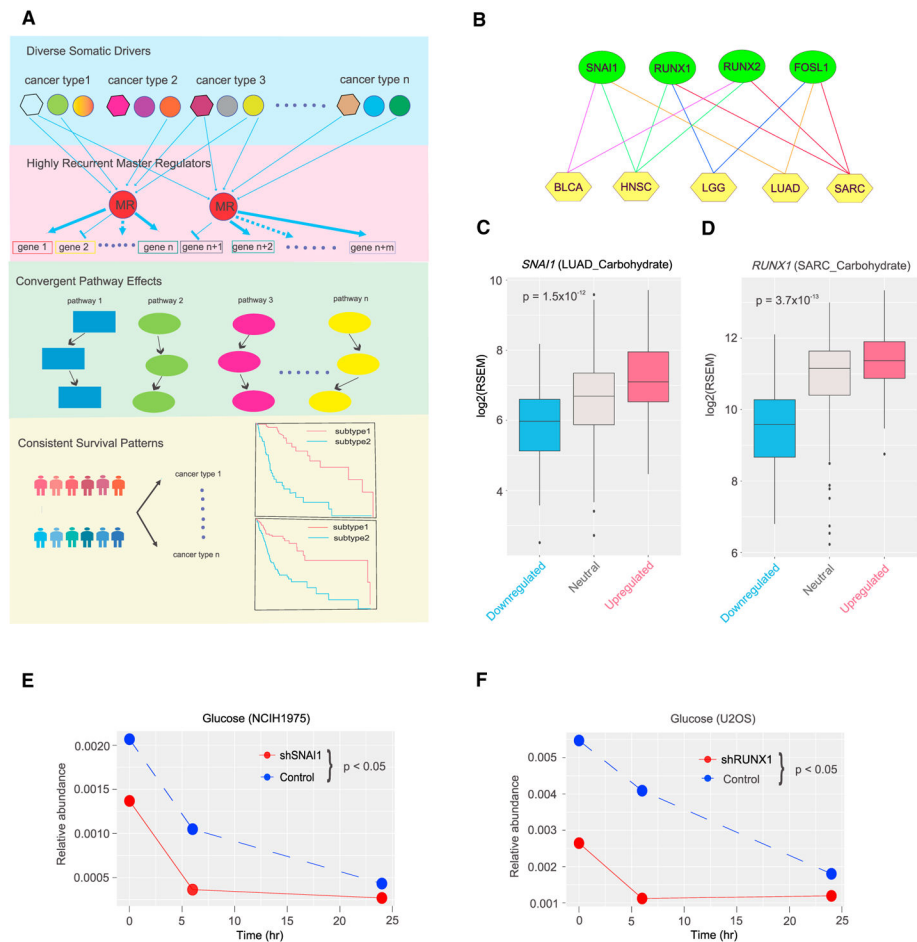 A
Diverse Somatic Drivers
cancer type1 cancer type 2 cancer type 3 cancer type n
Highly Recurrent Master Regulators
MR MR
gene 1 gene 2 gene n gene n+1 gene n+2 gene n+m
Convergent Pathway Effects
pathway 1 pathway 2 pathway 3 pathway n
Consistent Survival Patterns
cancer type 1
cancer type n
subtype1
subtype2
subtype1
subtype2
B
SNAI1 RUNX1 RUNX2 FOSL1
BLCA HNSC LGG LUAD SARC
C
SNAI1 (LUAD_Carbohydrate)
p = 1.5x10-12
log2(RSEM)
10
8
6
4
Downregulated Neutral Upregulated
D
RUNX1 (SARC_Carbohydrate)
p = 3.7x10-13
log2(RSEM)
12
10
8
6
Downregulated Neutral Upregulated
E
Glucose (NCIH1975)
shSNAI1
Control
p < 0.05
Relative abundance
0.0020
0.0015
0.0010
0.0005
0 5 10 15 20 25
Time (hr)
F
Glucose (U2OS)
shRUNX1
Control
p < 0.05
Relative abundance
0.005
0.004
0.003
0.002
0.001
0 5 10 15 20 25
Time (hr)